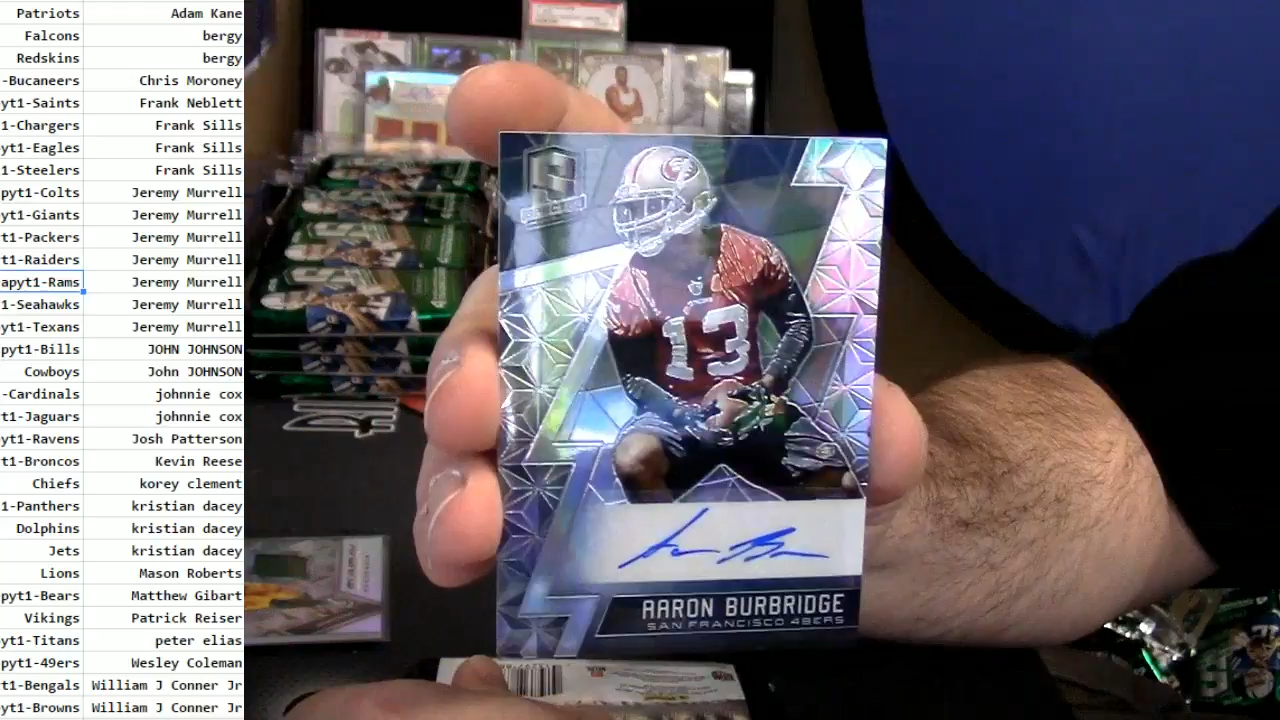 Patriots Adam Kane
Falcons bergy
Redskins bergy
-Bucaneers Chris Moroney
yt1-Saints Frank Neblett
1-Chargers Frank Sills
yt1-Eagles Frank Sills
1-Steelers Frank Sills
pyt1-Colts Jeremy Murrell
yt1-Giants Jeremy Murrell
t1-Packers Jeremy Murrell
t1-Raiders Jeremy Murrell
apyt1-Rams Jeremy Murrell
1-Seahawks Jeremy Murrell
yt1-Texans Jeremy Murrell
pyt1-Bills JOHN JOHNSON
Cowboys John JOHNSON
-Cardinals johnnie cox
t1-Jaguars johnnie cox
yt1-Ravens Josh Patterson
t1-Broncos Kevin Reese
Chiefs korey clement
1-Panthers kristian dacey
Dolphins kristian dacey
Jets kristian dacey
Lions Mason Roberts
pyt1-Bears Matthew Gibart
Vikings Patrick Reiser
yt1-Titans peter elias
pyt1-49ers Wesley Coleman
t1-Bengals William J Conner Jr
t1-Browns William J Conner Jr
S
13
AARON BURBRIDGE
SAN FRANCISCO 49ERS